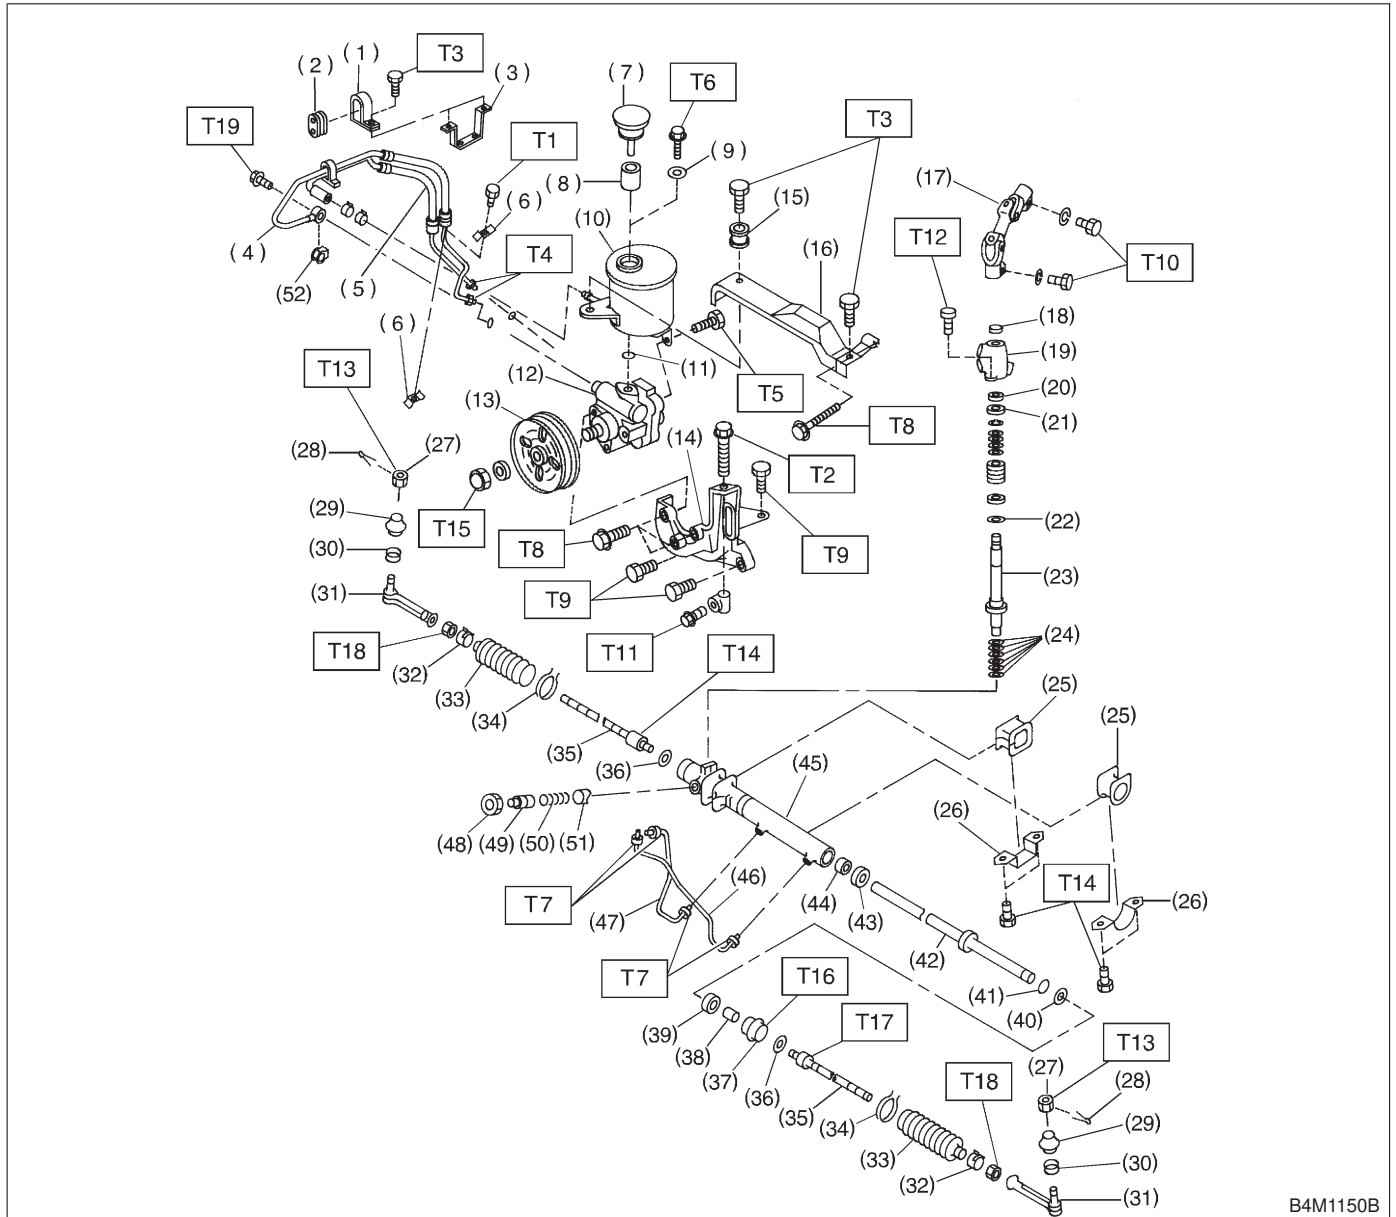 (1)
T3
(2)
(3)
(7)
T6
T3
T19
T1
(9)
(8)
(15)
(17)
(6)
(10)
T12
(4)
T4
(16)
T10
(52)
(5)
(18)
(6)
(11)
(19)
T13
(12)
T5
(20)
(13)
(21)
(28)
(27)
(14)
T8
T2
(29)
T15
(22)
T8
T9
(30)
(23)
(31)
T9
(24)
T18
T11
T14
(32)
(33)
(25)
(25)
(34)
(35)
(36)
(45)
(48)
(49)
(50)
(51)
(26)
T14
T7
(46)
(44)
(47)
(43)
(26)
(42)
T7
T16
(41)
(40)
(39)
T17
(38)
T13
(37)
(27)
(36)
T18
(28)
(35)
(34)
(29)
(33)
(30)
(32)
(31)
B4M1150B